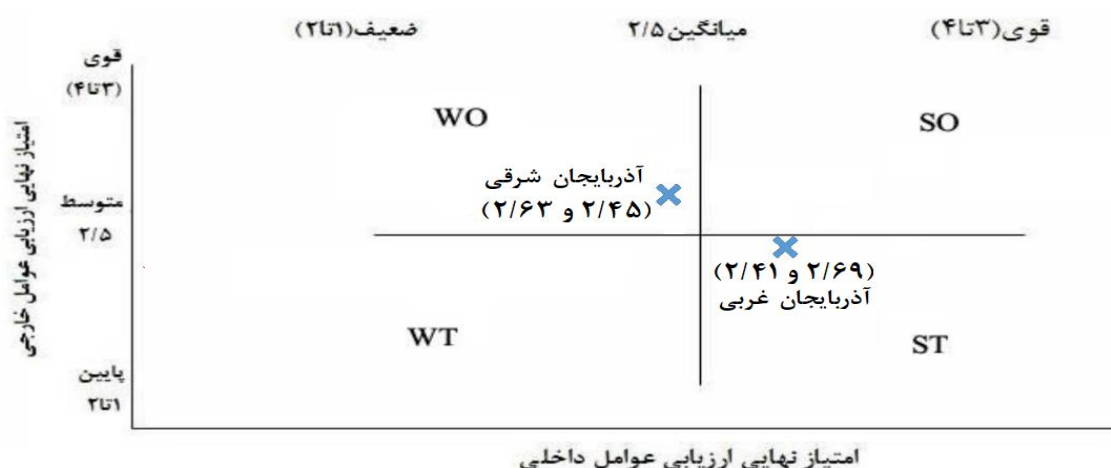 قوی(۳تا۴)
میانگین۲/۵
ضعیف(۱تا۲)
قوی
(۳تا۴)
امتیاز نهایی ارزیابی عوامل خارجی
متوسط
۲/۵
پایین
۱تا۲
WO
SO
آذربایجان شرقی
(۲/۴۵ و ۲/۶۳)
(۲/۶۹ و ۲/۴۱)
آذربایجان غربی
WT
ST
امتیاز نهایی ارزیابی عوامل داخلی